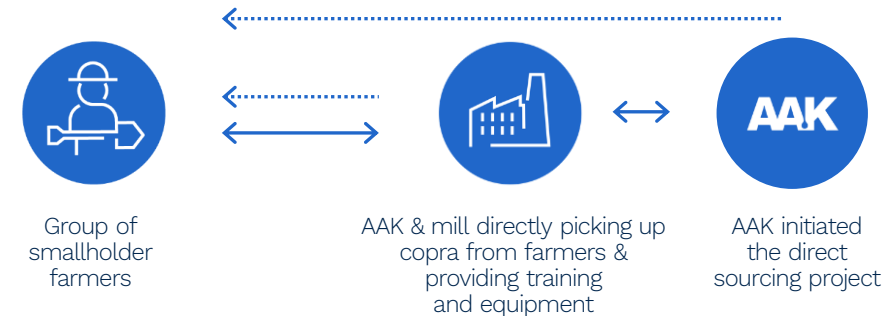 AAK
Group of
smallholder
farmers
AAK & mill directly picking up
copra from farmers &
providing training
and equipment
AAK initiated
the direct
sourcing project